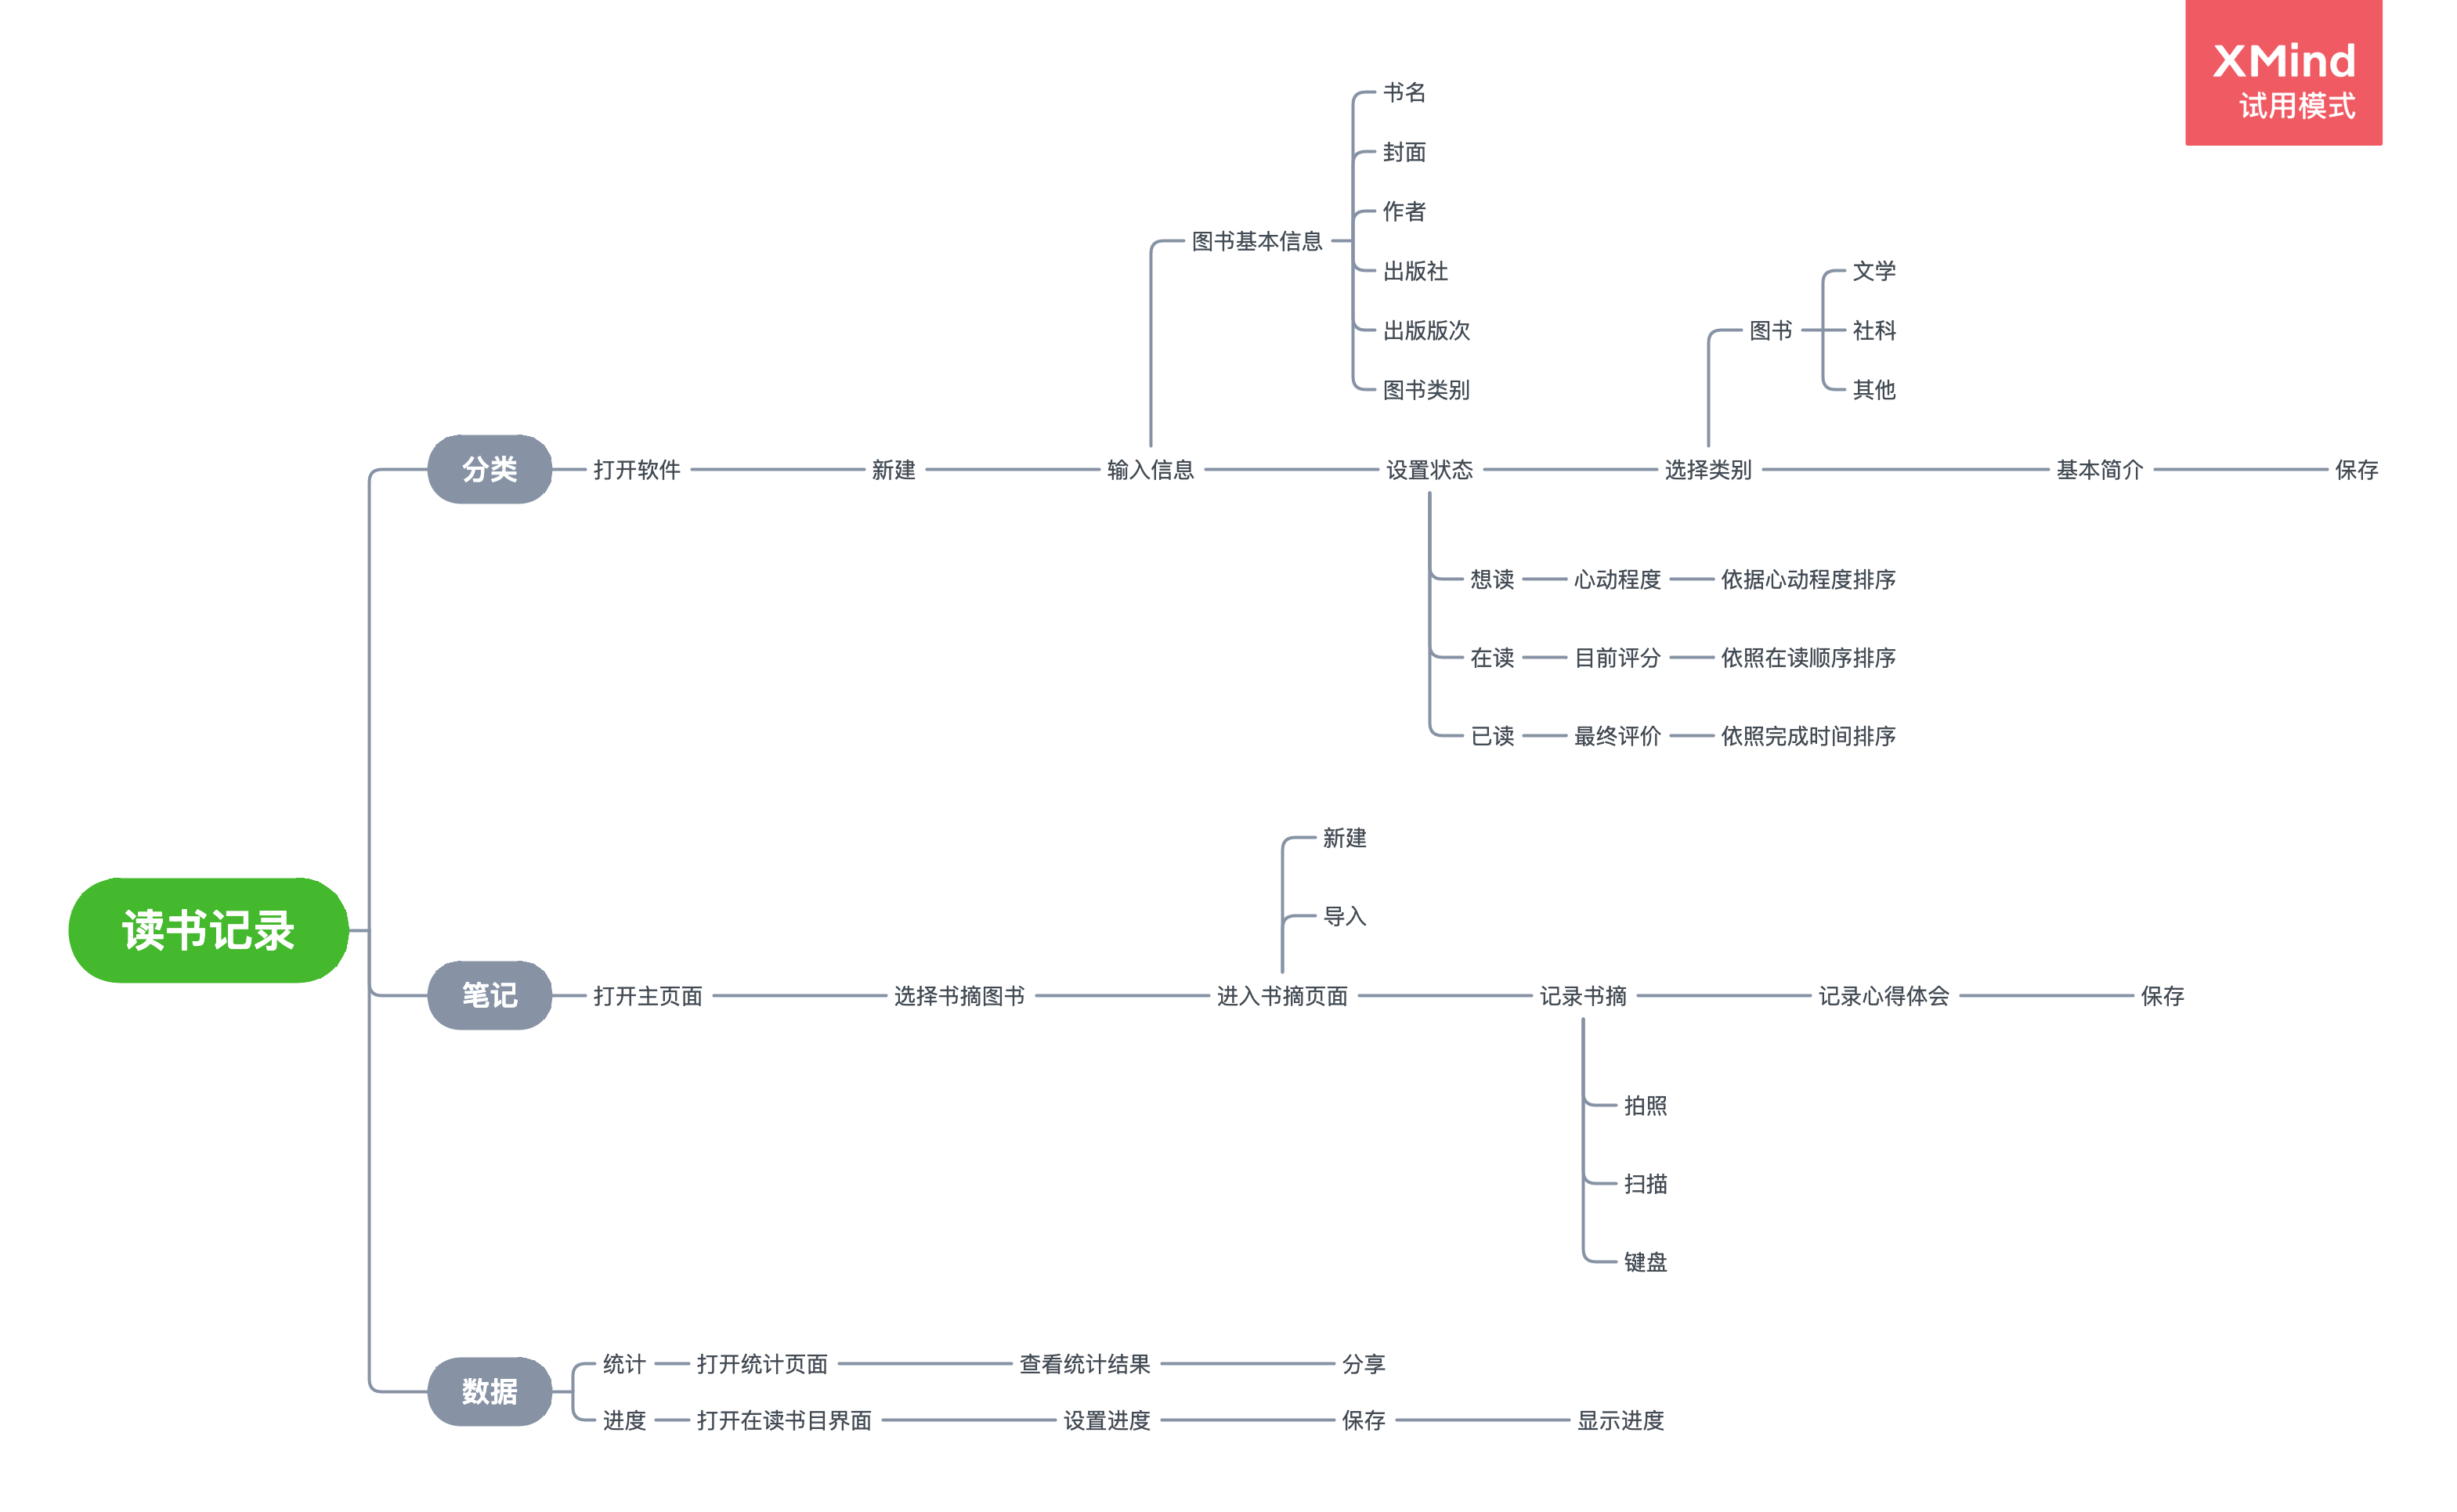 XMind
试用模式
书名
封面
作者
图书基本信息
出版社
出版版次
图书类别
文学
图书
社科
其他
分类
打开软件
新建
输入信息
设置状态
选择类别
基本简介
保存
想读
心动程度
依据心动程度排序
在读
目前评分
依照在读顺序排序
已读
最终评价
依照完成时间排序
读书记录
新建
导入
笔记
打开主页面
选择书摘图书
进入书摘页面
记录书摘
记录心得体会
保存
拍照
扫描
键盘
数据
统计
打开统计页面
查看统计结果
分享
进度
打开在读书目界面
设置进度
保存
显示进度